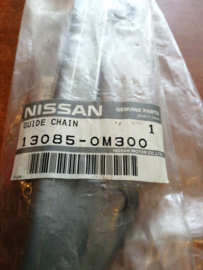 NISSAN
GENUINE PARTS
GUIDE CHAIN
1
13085-0M300
NISSAN MOTOR CO.,LTD.